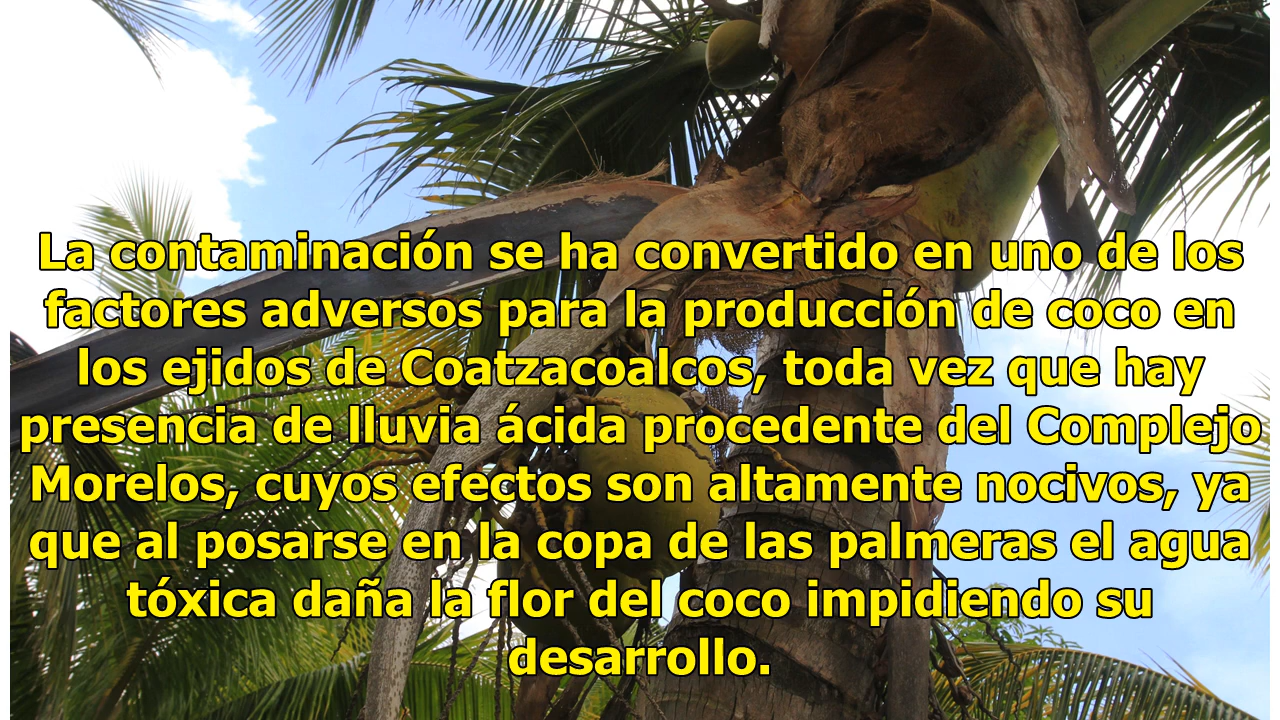 La contaminación se ha convertido en uno de los
factores adversos para la producción de coco en
los ejidos de Coatzacoalcos, toda vez que hay
presencia de lluvia ácida procedente del Complejo
Morelos, cuyos efectos son altamente nocivos, ya
que al posarse en la copa de las palmeras el agua
tóxica daña la flor del coco impidiendo su
desarrollo.